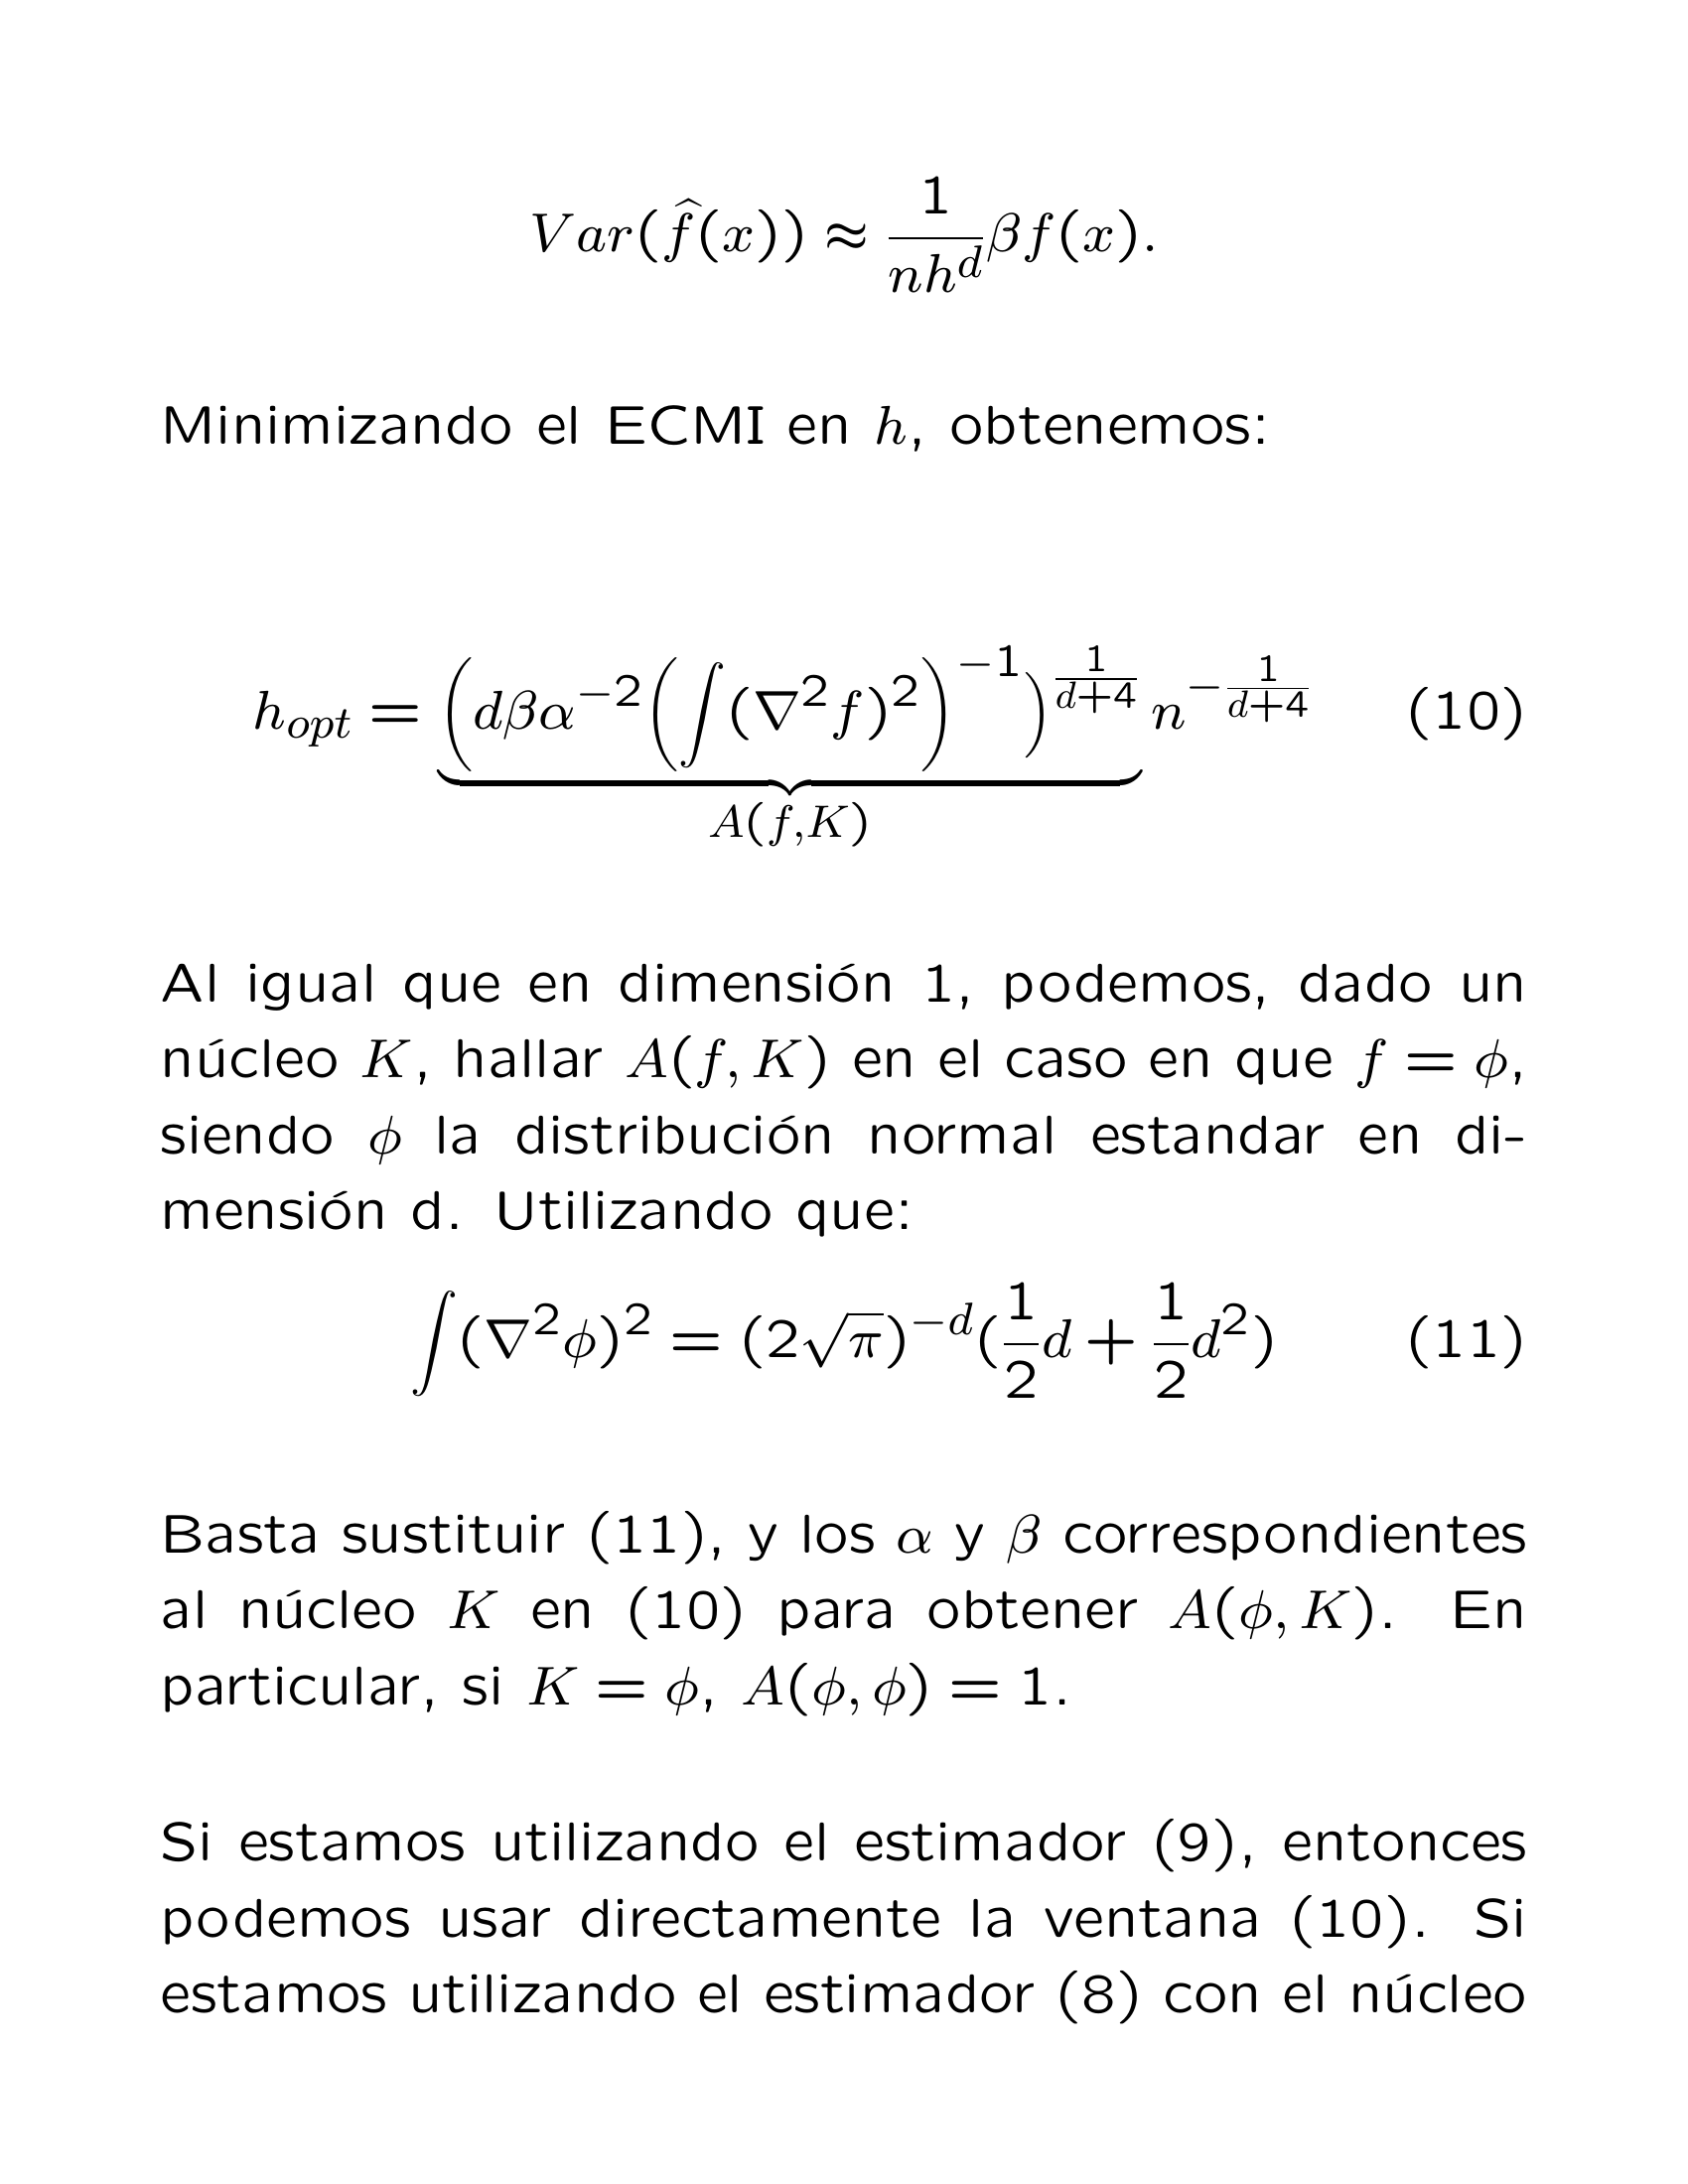 $$Var(\widehat{f}(x)) \approx \frac{1}{nh^d}\beta f(x).$$
Minimizando el ECMI en $h$, obtenemos:
$$h_{opt} = \underbrace{\left(d\beta\alpha^{-2}\left(\int(\nabla^2 f)^2\right)^{-1}\right)^{\frac{1}{d+4}}}_{A(f,K)} n^{-\frac{1}{d+4}} \quad (10)$$
Al igual que en dimensión 1, podemos, dado un
núcleo $K$, hallar $A(f, K)$ en el caso en que $f = \phi$,
siendo $\phi$ la distribución normal estandar en di-
mensión d. Utilizando que:
$$\int(\nabla^2\phi)^2 = (2\sqrt{\pi})^{-d}(\frac{1}{2}d + \frac{1}{2}d^2) \quad (11)$$
Basta sustituir (11), y los $\alpha$ y $\beta$ correspondientes
al núcleo $K$ en (10) para obtener $A(\phi, K)$. En
particular, si $K = \phi$, $A(\phi, \phi) = 1$.
Si estamos utilizando el estimador (9), entonces
podemos usar directamente la ventana (10). Si
estamos utilizando el estimador (8) con el núcleo